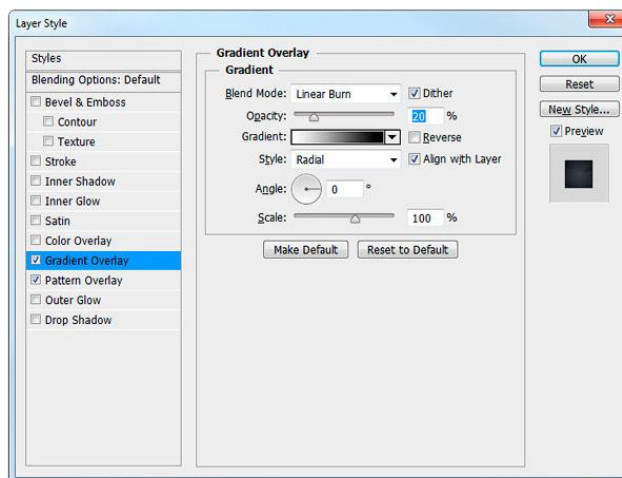 Layer Style
Styles
Blending Options: Default
Bevel & Emboss
Contour
Texture
Stroke
Inner Shadow
Inner Glow
Satin
Color Overlay
Gradient Overlay
Pattern Overlay
Outer Glow
Drop Shadow
Gradient Overlay
Gradient
Blend Mode: Linear Burn Dither
Opacity: 20 %
Gradient: Reverse
Style: Radial Align with Layer
Angle: 0 °
Scale: 100 %
Make Default Reset to Default
OK
Reset
New Style...
Preview